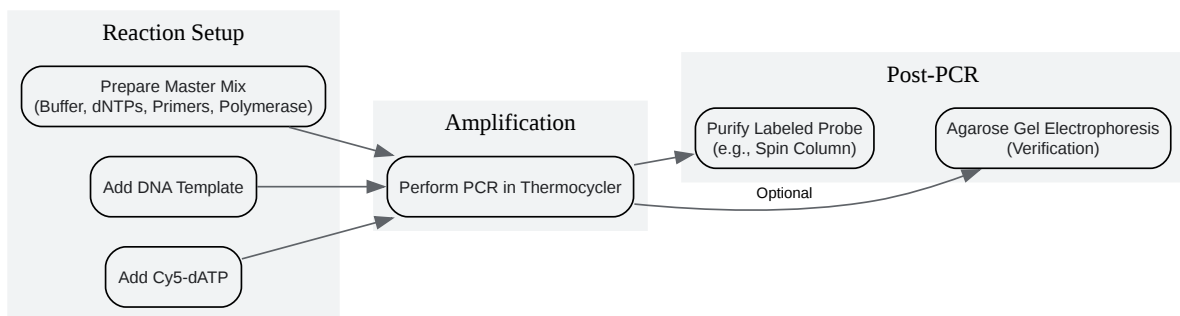 Reaction Setup
Prepare Master Mix
(Buffer, dNTPs, Primers, Polymerase)
Add DNA Template
Add Cy5-dATP
Amplification
Perform PCR in Thermocycler
Post-PCR
Purify Labeled Probe
(e.g., Spin Column)
Agarose Gel Electrophoresis
(Verification)
Optional